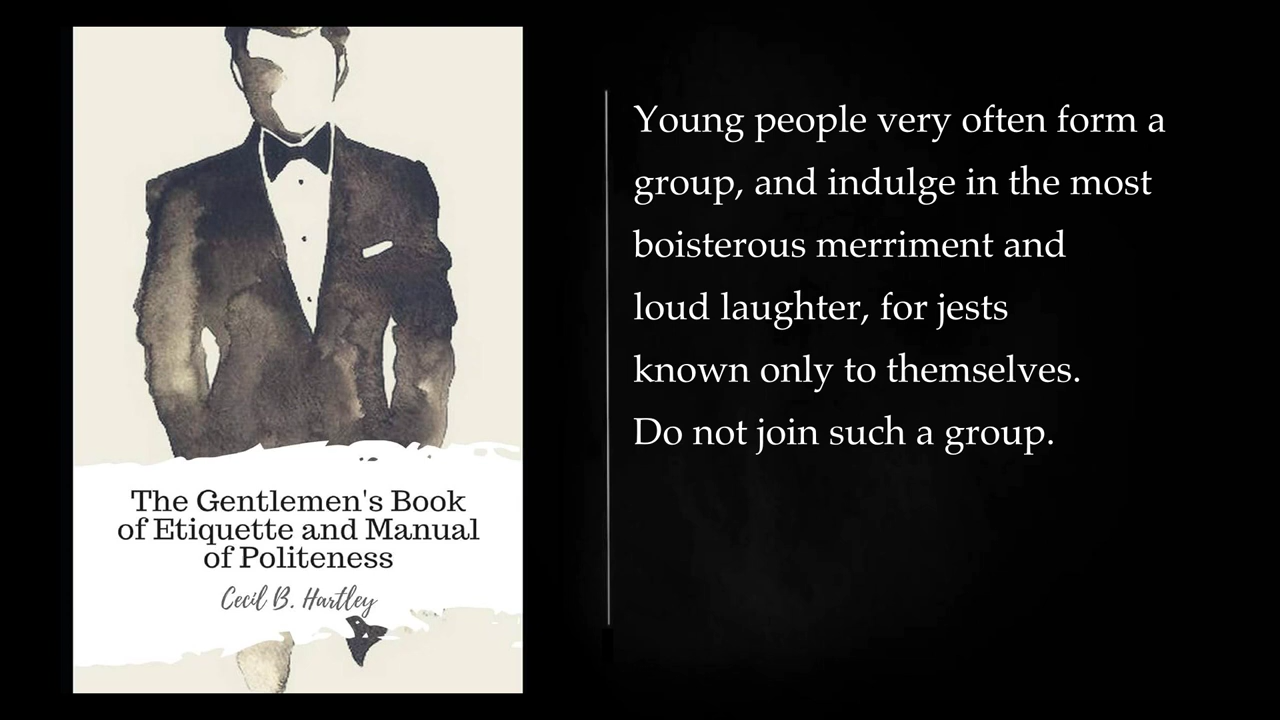 The Gentlemen's Book
of Etiquette and Manual
of Politeness
Cecil B. Hartley
Young people very often form a
group, and indulge in the most
boisterous merriment and
loud laughter, for jests
known only to themselves.
Do not join such a group.